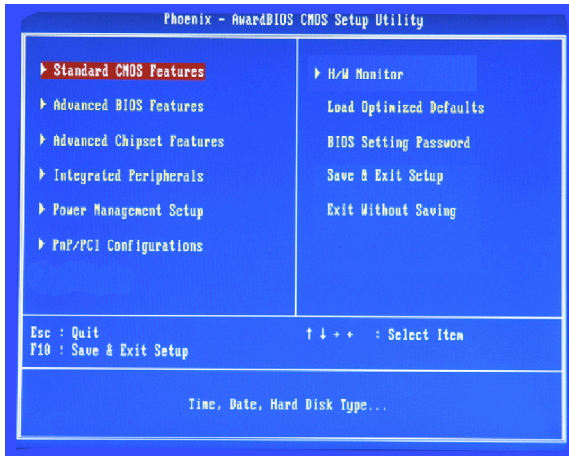 Phoenix - AwardBIOS CMOS Setup Utility
▶ Standard CMOS Features
▶ Advanced BIOS Features
▶ Advanced Chipset Features
▶ Integrated Peripherals
▶ Power Management Setup
▶ PnP/PCI Configurations
▶ H/W Monitor
Load Optimized Defaults
BIOS Setting Password
Save & Exit Setup
Exit Without Saving
Esc : Quit
F10 : Save & Exit Setup
↑ ↓ → ← : Select Item
Time, Date, Hard Disk Type...